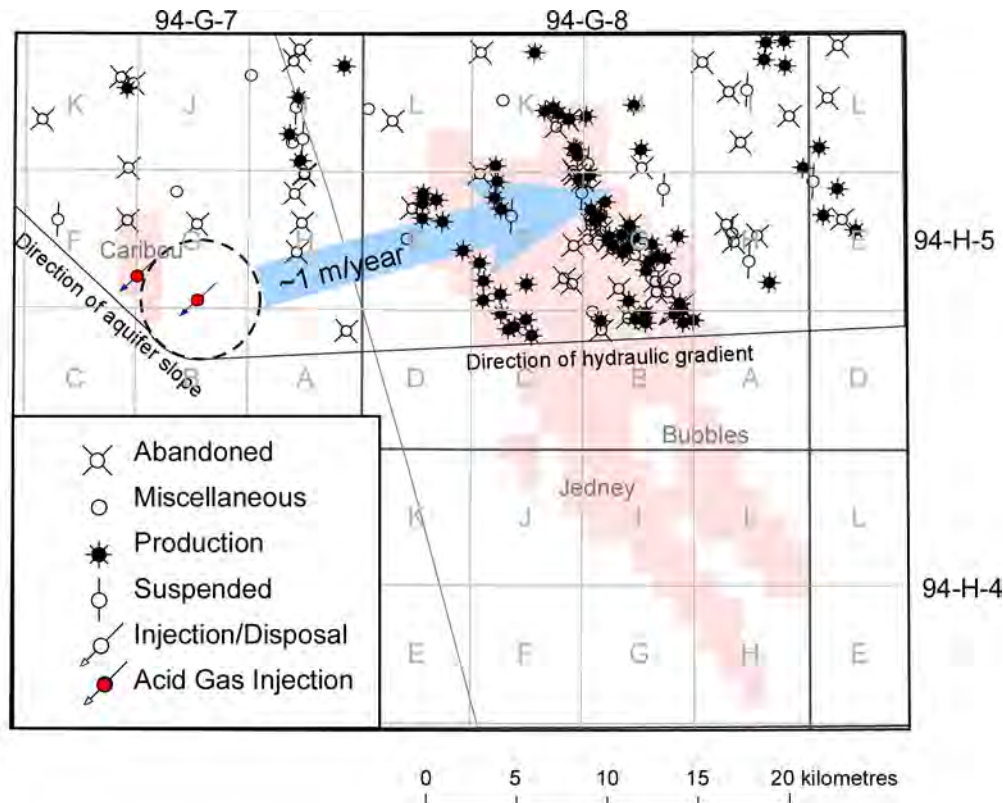 94-G-7 94-G-8
K J L K I L
F Caribou H E
~1 m/year
94-H-5
Direction of aquifer slope
Direction of hydraulic gradient
C B A D C B A D
Bubbles
Jedney
K J I L L
94-H-4
E F G H E
Abandoned
Miscellaneous
Production
Suspended
Injection/Disposal
Acid Gas Injection
0 5 10 15 20 kilometres